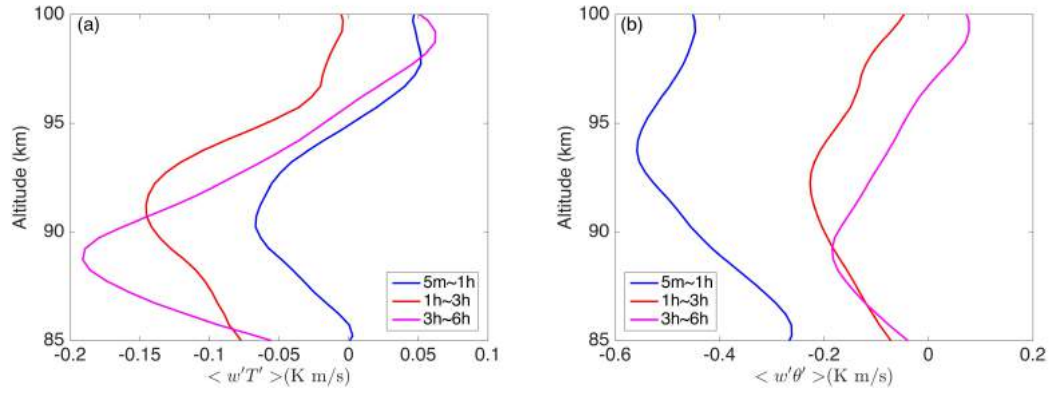 (a)
100
95
90
85
Altitude (km)
-0.2 -0.15 -0.1 -0.05 0 0.05 0.1
< w'T' >(K m/s)
5m~1h
1h~3h
3h~6h
(b)
100
95
90
85
Altitude (km)
-0.6 -0.4 -0.2 0 0.2
< w'θ' >(K m/s)
5m~1h
1h~3h
3h~6h